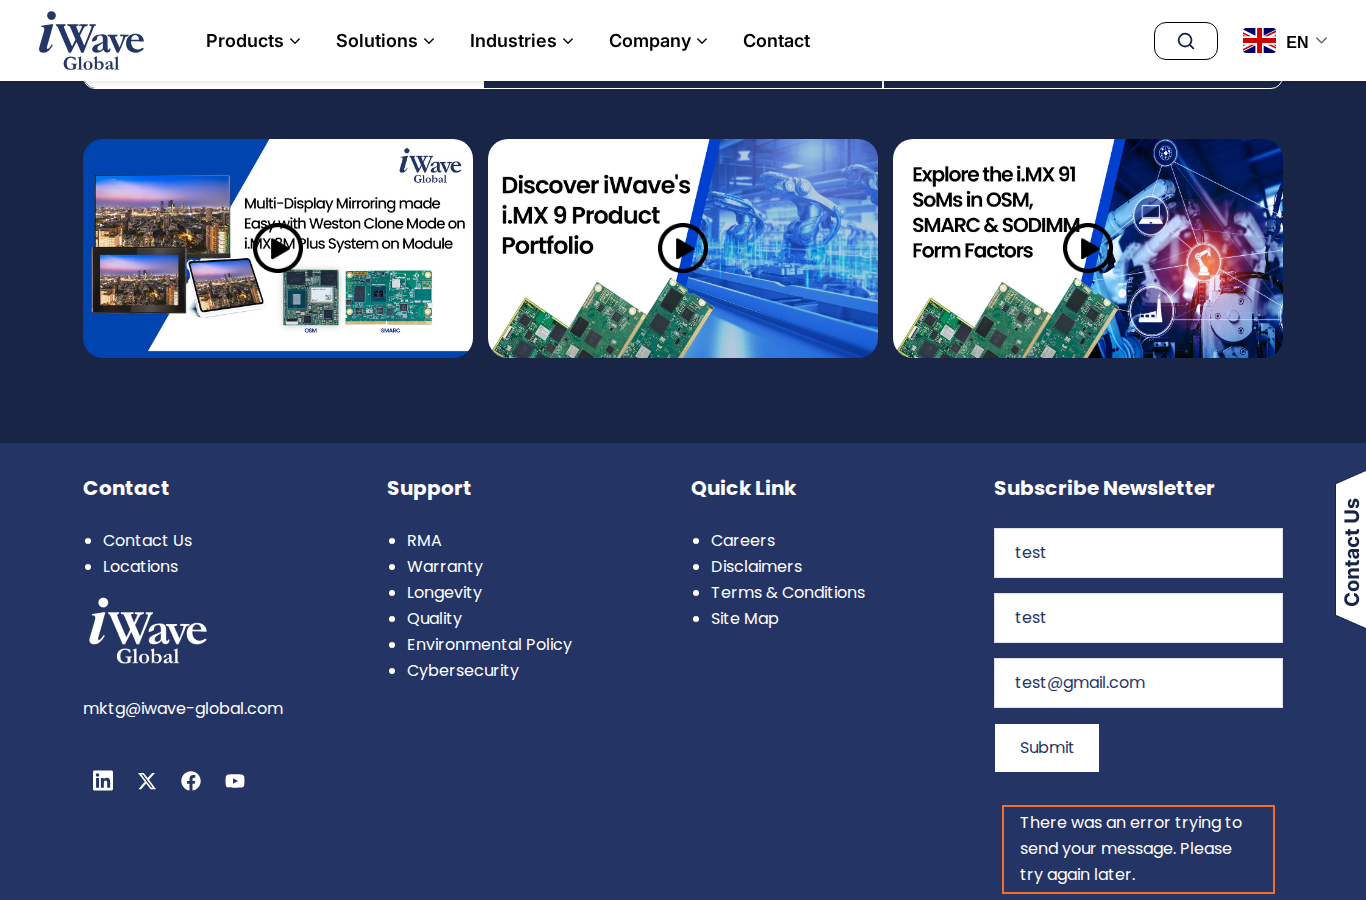 iWave
Global
Products
Solutions
Industries
Company
Contact
EN
iWave
Global
Multi-Display Mirroring made
Easy with Weston Clone Mode on
i.MX 8M Plus System on Module
OSM
SMARC
Discover iWave's
i.MX 9 Product
Portfolio
Explore the i.MX 91
SoMs in OSM,
SMARC & SODIMM
Form Factors
Contact
Contact Us
Locations
iWave
Global
mktg@iwave-global.com
Support
RMA
Warranty
Longevity
Quality
Environmental Policy
Cybersecurity
Quick Link
Careers
Disclaimers
Terms & Conditions
Site Map
Subscribe Newsletter
test
test
test@gmail.com
Submit
There was an error trying to
send your message. Please
try again later.
Contact Us